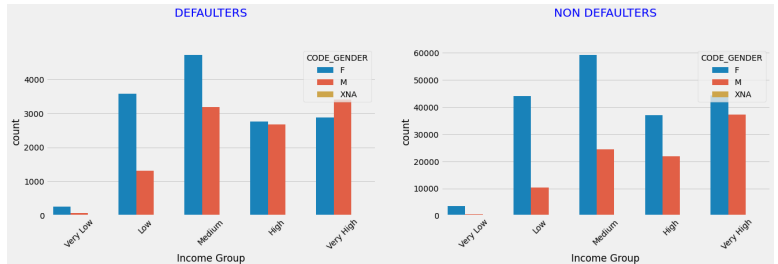 DEFAULTERS
CODE_GENDER
F
M
XNA
4000
3000
2000
1000
0
count
Very Low
Low
Medium
High
Very High
Income Group
NON DEFAULTERS
CODE_GENDER
F
M
XNA
60000
50000
40000
30000
20000
10000
0
count
Very Low
Low
Medium
High
Very High
Income Group